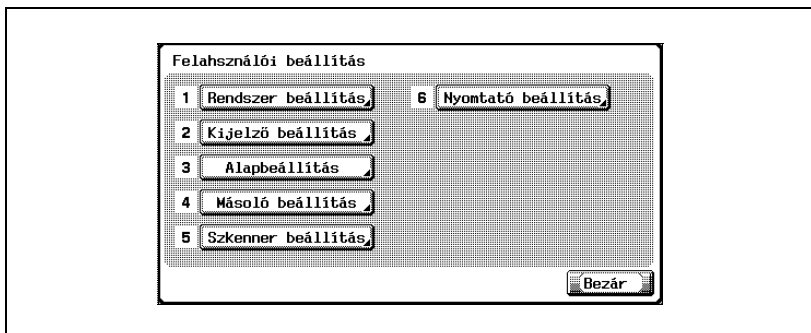 Felahsználói beállítás
1 Rendszer beállítás
2 Kijelző beállítás
3 Alapbeállítás
4 Másoló beállítás
5 Szkenner beállítás
6 Nyomtató beállítás
Bezár